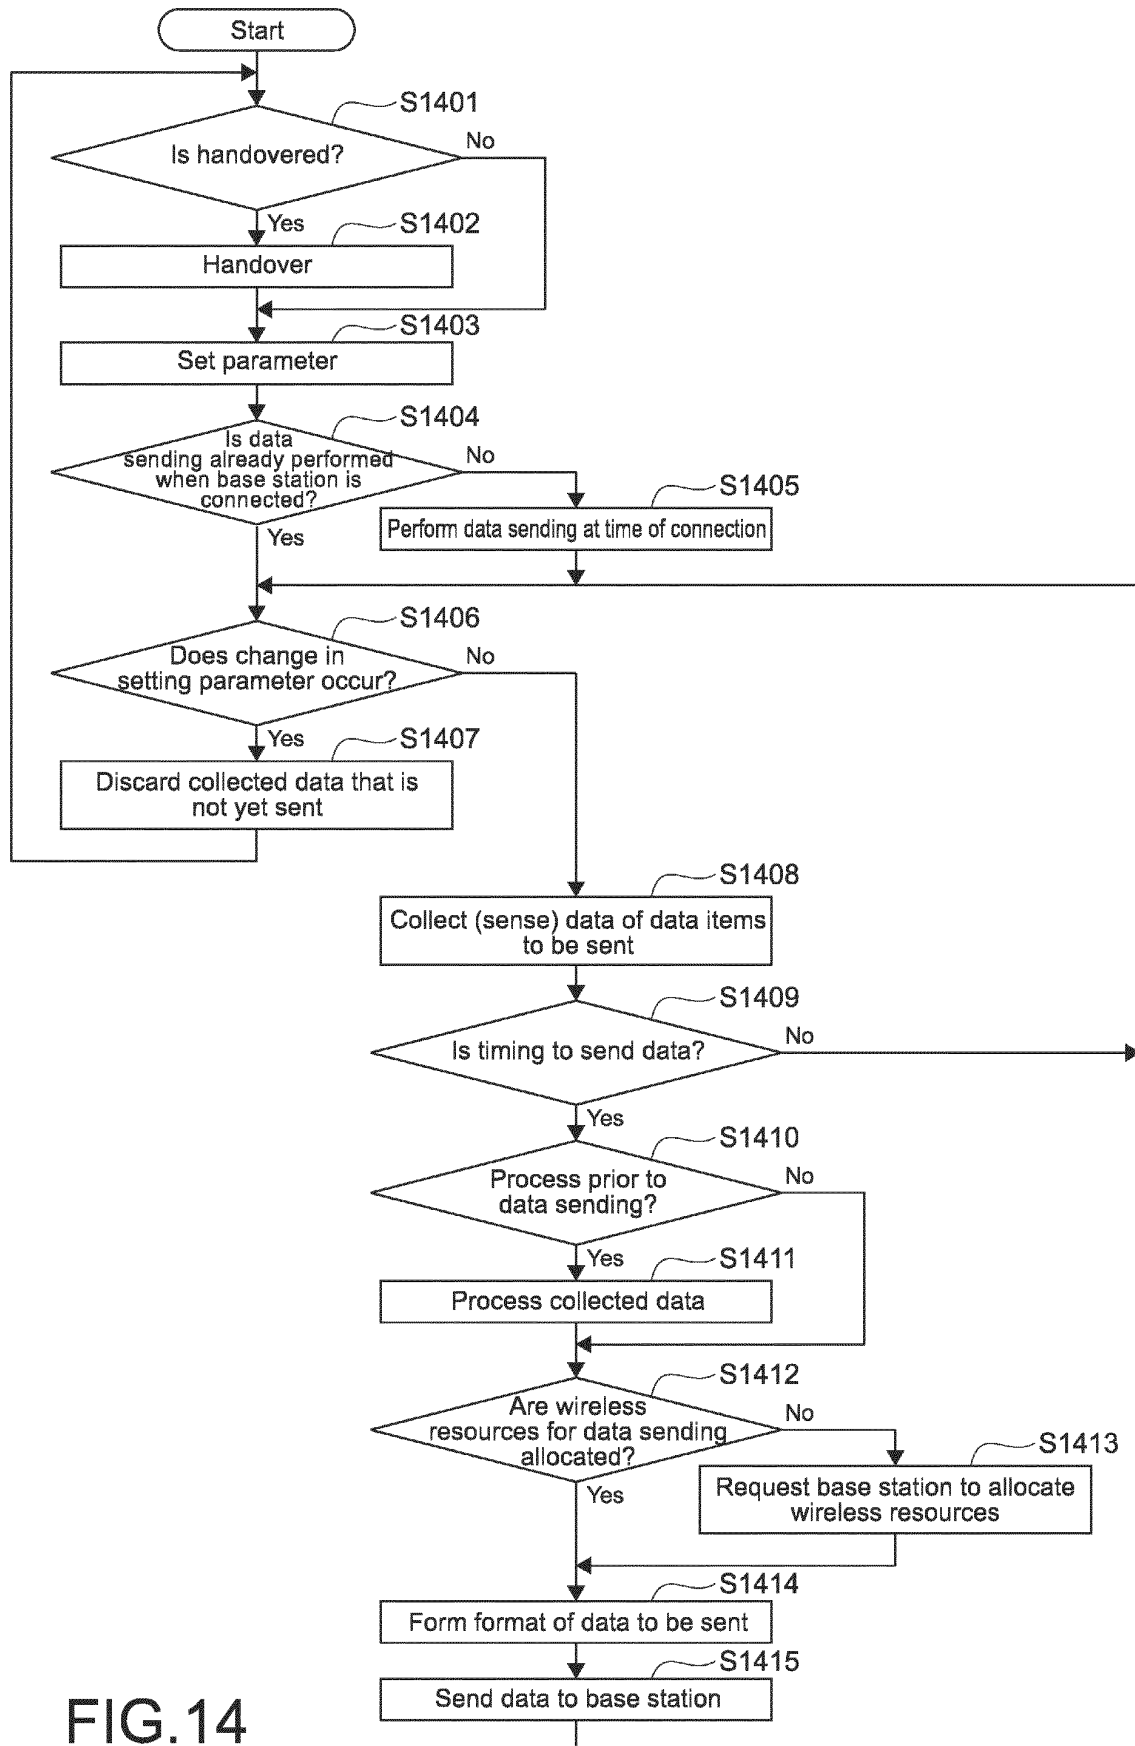 Start
S1401
Is handovered?
No
Yes
S1402
Handover
S1403
Set parameter
S1404
Is data
sending already performed
when base station is
connected?
No
Yes
S1405
Perform data sending at time of connection
S1406
Does change in
setting parameter occur?
No
Yes
S1407
Discard collected data that is
not yet sent
S1408
Collect (sense) data of data items
to be sent
S1409
Is timing to send data?
No
Yes
S1410
Process prior to
data sending?
No
Yes
S1411
Process collected data
S1412
Are wireless
resources for data sending
allocated?
No
Yes
S1413
Request base station to allocate
wireless resources
S1414
Form format of data to be sent
S1415
Send data to base station
FIG.14